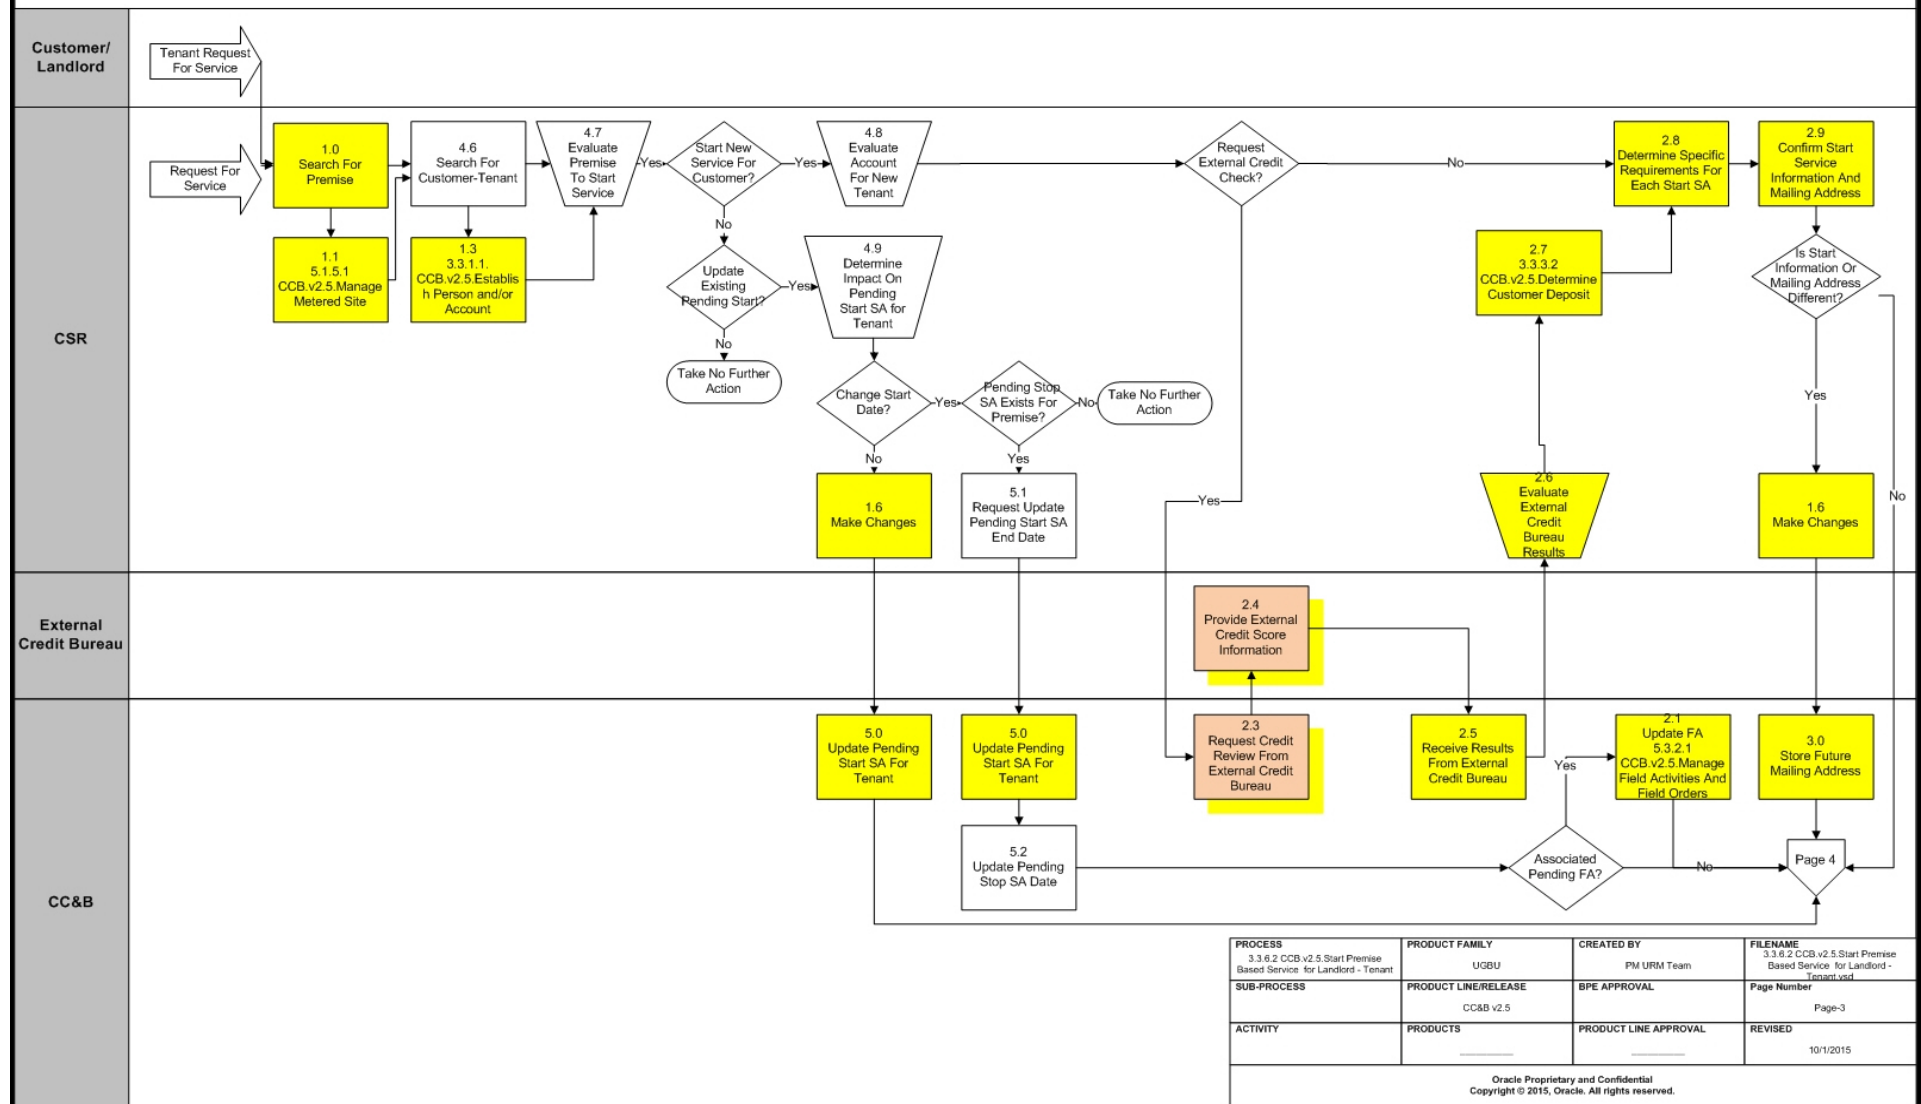 Customer/
Landlord
Tenant Request
For Service
CSR
Request For
Service
1.0
Search For
Premise
4.6
Search For
Customer-Tenant
4.7
Evaluate
Premise
To Start
Service
Yes
Start New
Service For
Customer?
Yes
4.8
Evaluate
Account
For New
Tenant
Request
External Credit
Check?
No
2.8
Determine Specific
Requirements For
Each Start SA
2.9
Confirm Start
Service
Information And
Mailing Address
No
1.1
5.1.5.1
CCB.v2.5.Manage
Metered Site
1.3
3.3.1.1.
CCB.v2.5.Establis
h Person and/or
Account
Update
Existing
Pending Start?
Yes
4.9
Determine
Impact On
Pending
Start SA for
Tenant
2.7
3.3.3.2
CCB.v2.5.Determine
Customer Deposit
Is Start
Information Or
Mailing Address
Different?
No
Take No Further
Action
Change Start
Date?
Yes
Pending Stop
SA Exists For
Premise?
No
Take No Further
Action
Yes
No
Yes
1.6
Make Changes
5.1
Request Update
Pending Start SA
End Date
Yes
2.6
Evaluate
External
Credit
Bureau
Results
1.6
Make Changes
No
External
Credit Bureau
2.4
Provide External
Credit Score
Information
CC&B
5.0
Update Pending
Start SA For
Tenant
5.0
Update Pending
Start SA For
Tenant
2.3
Request Credit
Review From
External Credit
Bureau
2.5
Receive Results
From External
Credit Bureau
Yes
2.1
Update FA
5.3.2.1
CCB.v2.5.Manage
Field Activities And
Field Orders
3.0
Store Future
Mailing Address
5.2
Update Pending
Stop SA Date
Associated
Pending FA?
No
Page 4
PROCESS
3.3.6.2 CCB.v2.5.Start Premise
Based Service for Landlord - Tenant
PRODUCT FAMILY
UGBU
CREATED BY
PM URM Team
FILENAME
3.3.6.2 CCB.v2.5.Start Premise
Based Service for Landlord -
Tenant.vsd
SUB-PROCESS
PRODUCT LINE/RELEASE
CC&B v2.5
BPE APPROVAL
Page Number
Page-3
ACTIVITY
PRODUCTS
PRODUCT LINE APPROVAL
REVISED
10/1/2015
Oracle Proprietary and Confidential
Copyright © 2015, Oracle. All rights reserved.